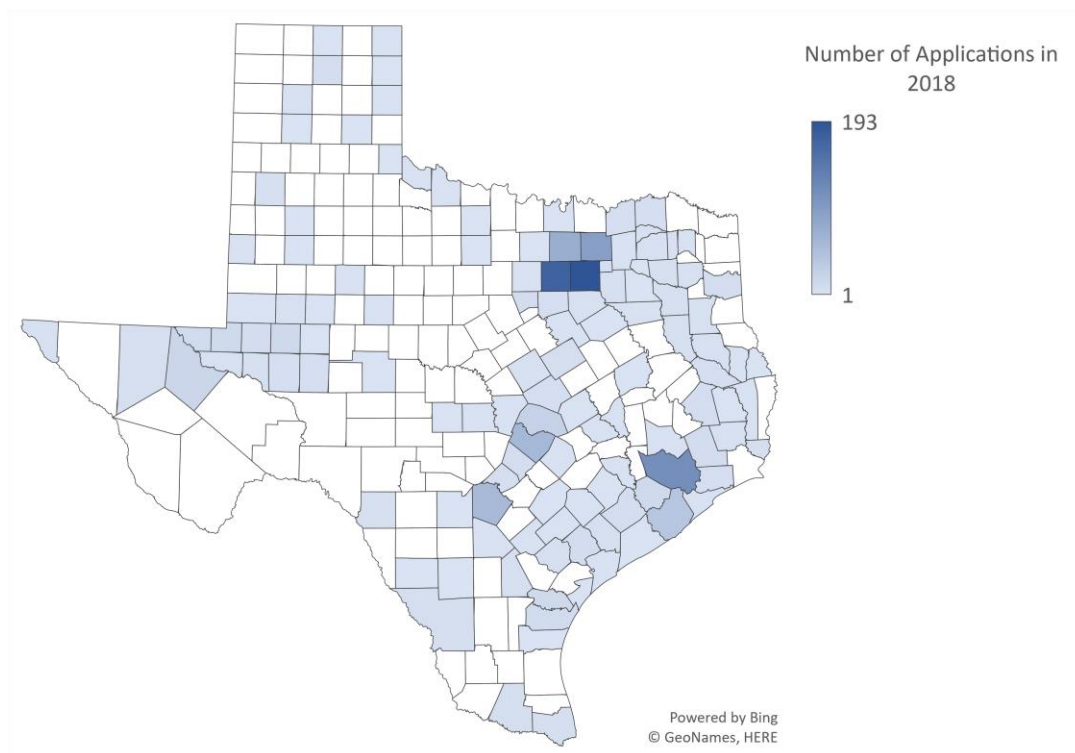 Number of Applications in
2018
193
1
Powered by Bing
© GeoNames, HERE